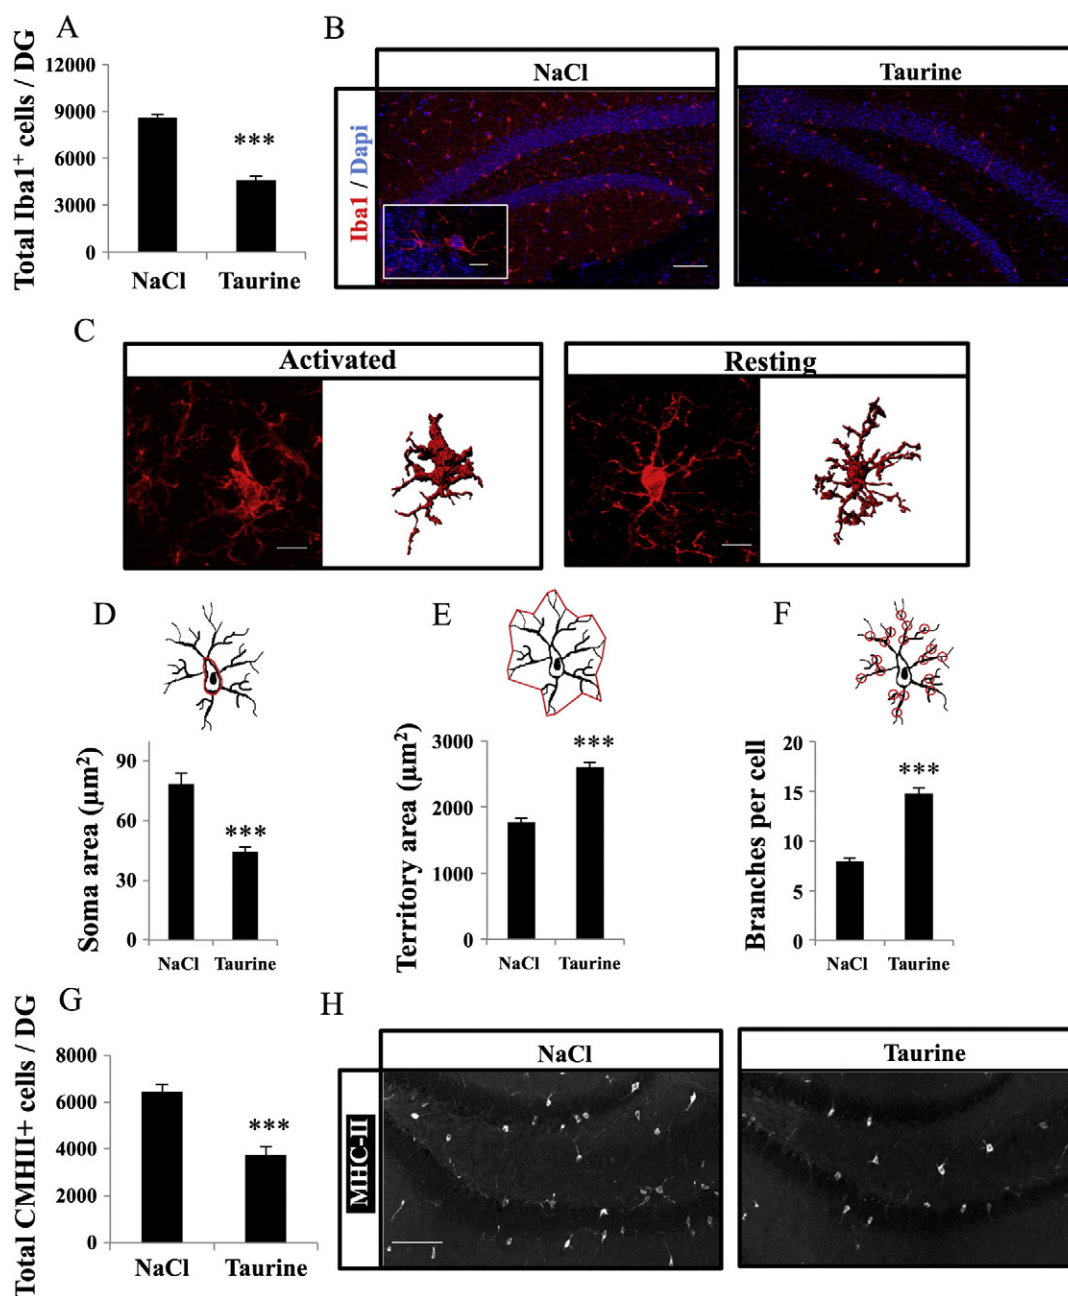 A
Total Iba1⁺ cells / DG
12000
9000
6000
3000
0
***
NaCl
Taurine
B
NaCl
Taurine
Iba1 / Dapi
C
Activated
Resting
D
Soma area (μm²)
90
60
30
0
***
NaCl
Taurine
E
Territory area (μm²)
3000
2000
1000
0
***
NaCl
Taurine
F
Branches per cell
20
15
10
5
0
***
NaCl
Taurine
G
Total CMHII+ cells / DG
8000
6000
4000
2000
0
***
NaCl
Taurine
H
NaCl
Taurine
MHC-II